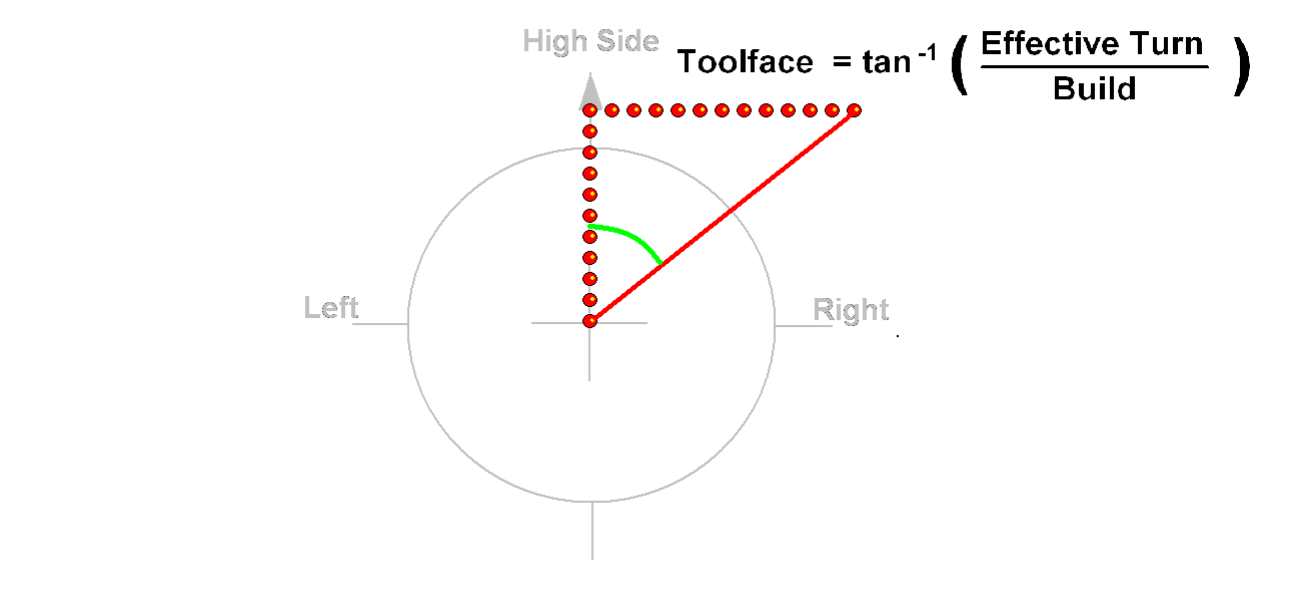 High Side
Toolface = tan -1 ( Effective Turn
Build )
Left
Right